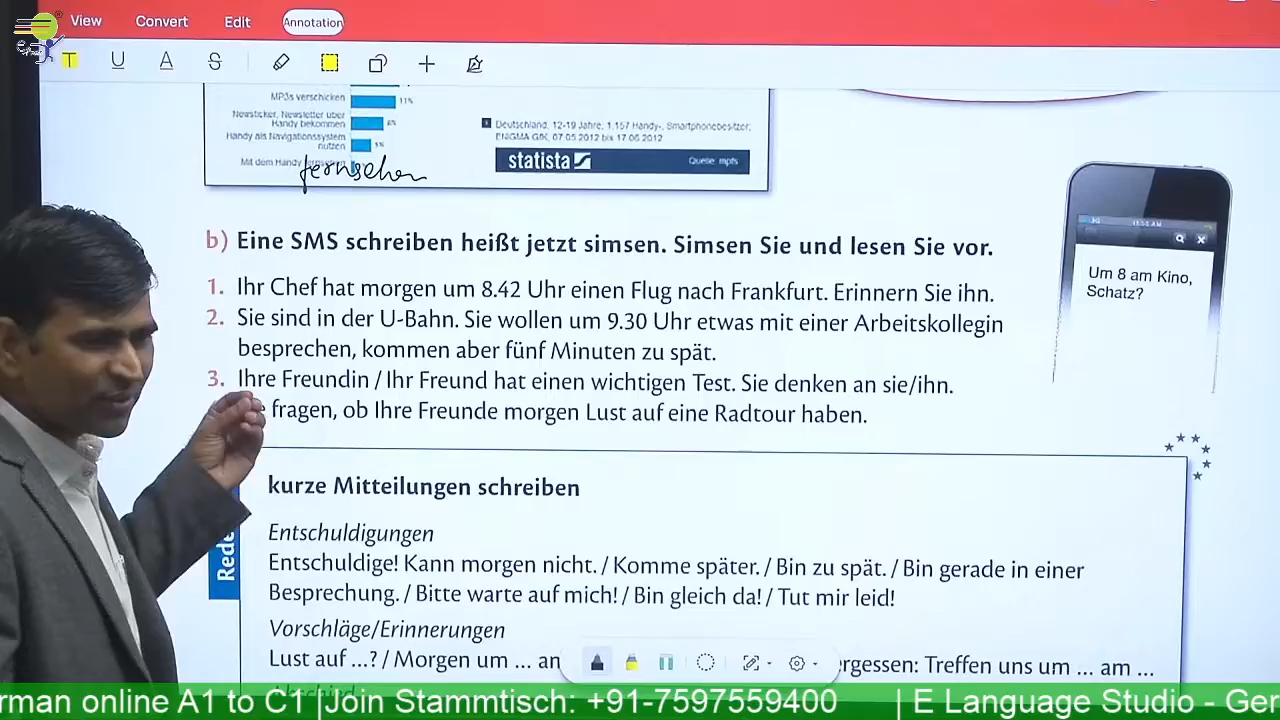 View Convert Edit Annotation
T U A S
MP3s verschicken 11%
Newsticker, Newsletter über
Handy bekommen 8%
Handy als Navigationssystem
nutzen 5%
Mit dem Handy fernsehen
fernsehen
Deutschland, 12-19 Jahre, 1.157 Handy-, Smartphonebesitzer,
ENIGMA GfK, 07.05.2012 bis 17.06.2012
statista Quelle: mpfs
b) Eine SMS schreiben heißt jetzt simsen. Simsen Sie und lesen Sie vor.
1. Ihr Chef hat morgen um 8.42 Uhr einen Flug nach Frankfurt. Erinnern Sie ihn.
2. Sie sind in der U-Bahn. Sie wollen um 9.30 Uhr etwas mit einer Arbeitskollegin
besprechen, kommen aber fünf Minuten zu spät.
3. Ihre Freundin / Ihr Freund hat einen wichtigen Test. Sie denken an sie/ihn.
fragen, ob Ihre Freunde morgen Lust auf eine Radtour haben.
Um 8 am Kino,
Schatz?
kurze Mitteilungen schreiben
Rede
Entschuldigungen
Entschuldige! Kann morgen nicht. / Komme später. / Bin zu spät. / Bin gerade in einer
Besprechung. / Bitte warte auf mich! / Bin gleich da! / Tut mir leid!
Vorschläge/Erinnerungen
Lust auf ...? / Morgen um ... an ergessen: Treffen uns um ... am ...
rman online A1 to C1 |Join Stammtisch: +91-7597559400 | E Language Studio - Ger